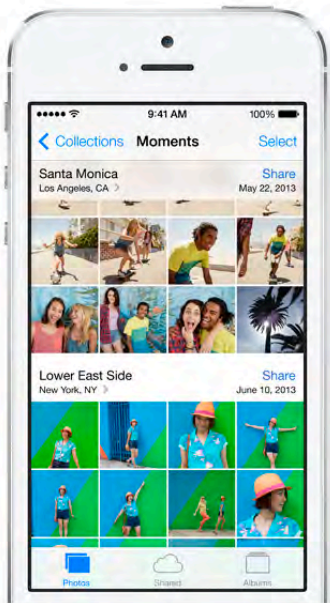 9:41 AM 100%
Collections Moments Select
Santa Monica Share
Los Angeles, CA May 22, 2013
Lower East Side Share
New York, NY June 10, 2013
Photos Shared Albums